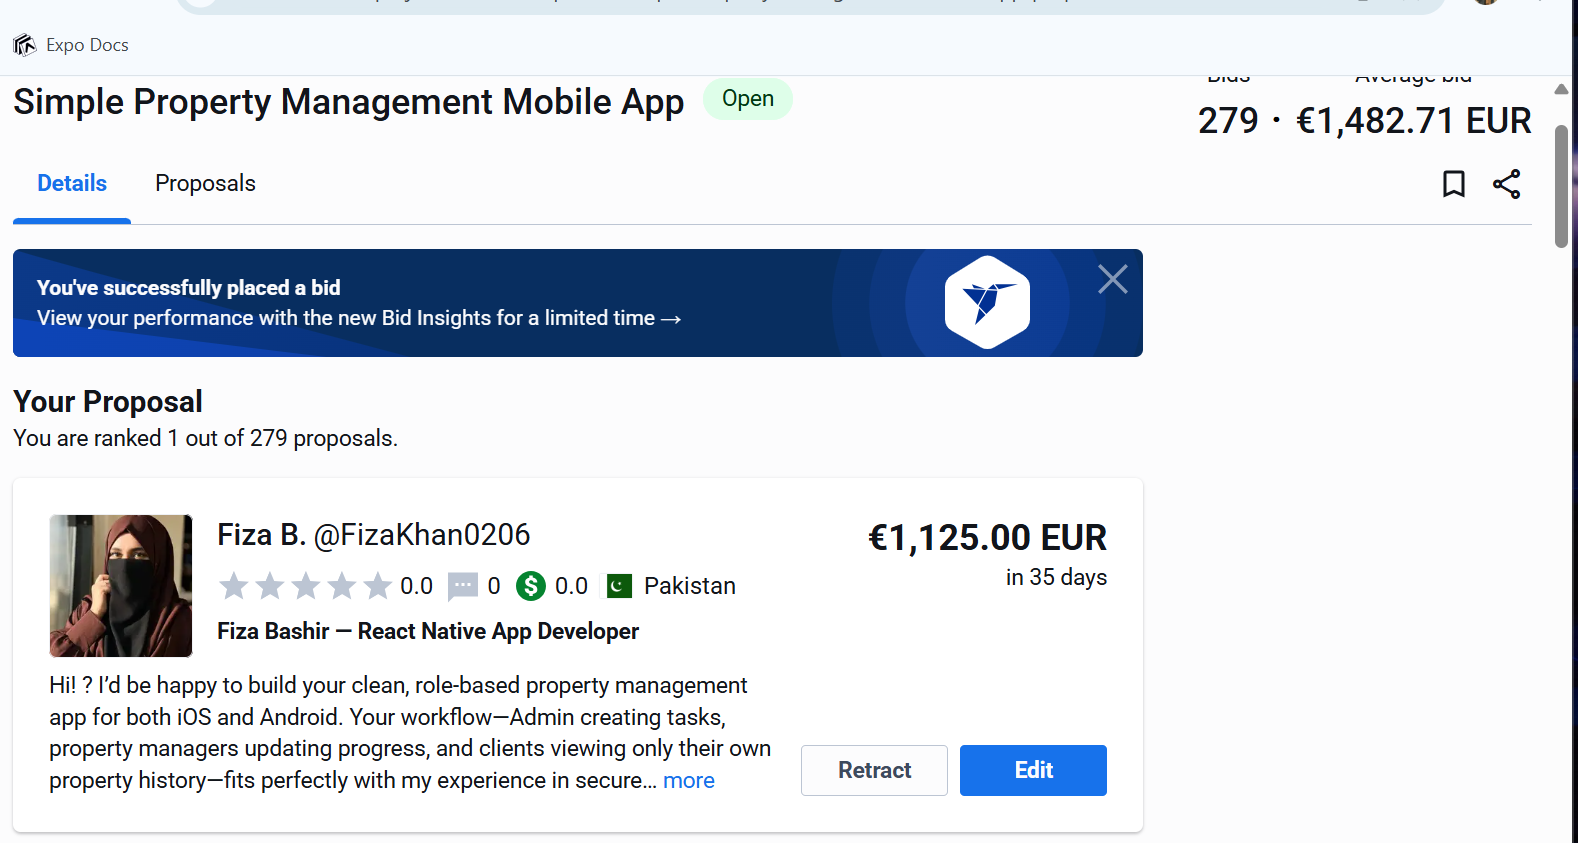 Expo Docs
Simple Property Management Mobile App
Open
Bids
Average bid
279 · €1,482.71 EUR
Details
Proposals
You've successfully placed a bid
View your performance with the new Bid Insights for a limited time →
Your Proposal
You are ranked 1 out of 279 proposals.
Fiza B. @FizaKhan0206
€1,125.00 EUR
in 35 days
0.0 0 0.0 Pakistan
Fiza Bashir — React Native App Developer
Hi! ? I’d be happy to build your clean, role-based property management
app for both iOS and Android. Your workflow—Admin creating tasks,
property managers updating progress, and clients viewing only their own
property history—fits perfectly with my experience in secure... more
Retract
Edit